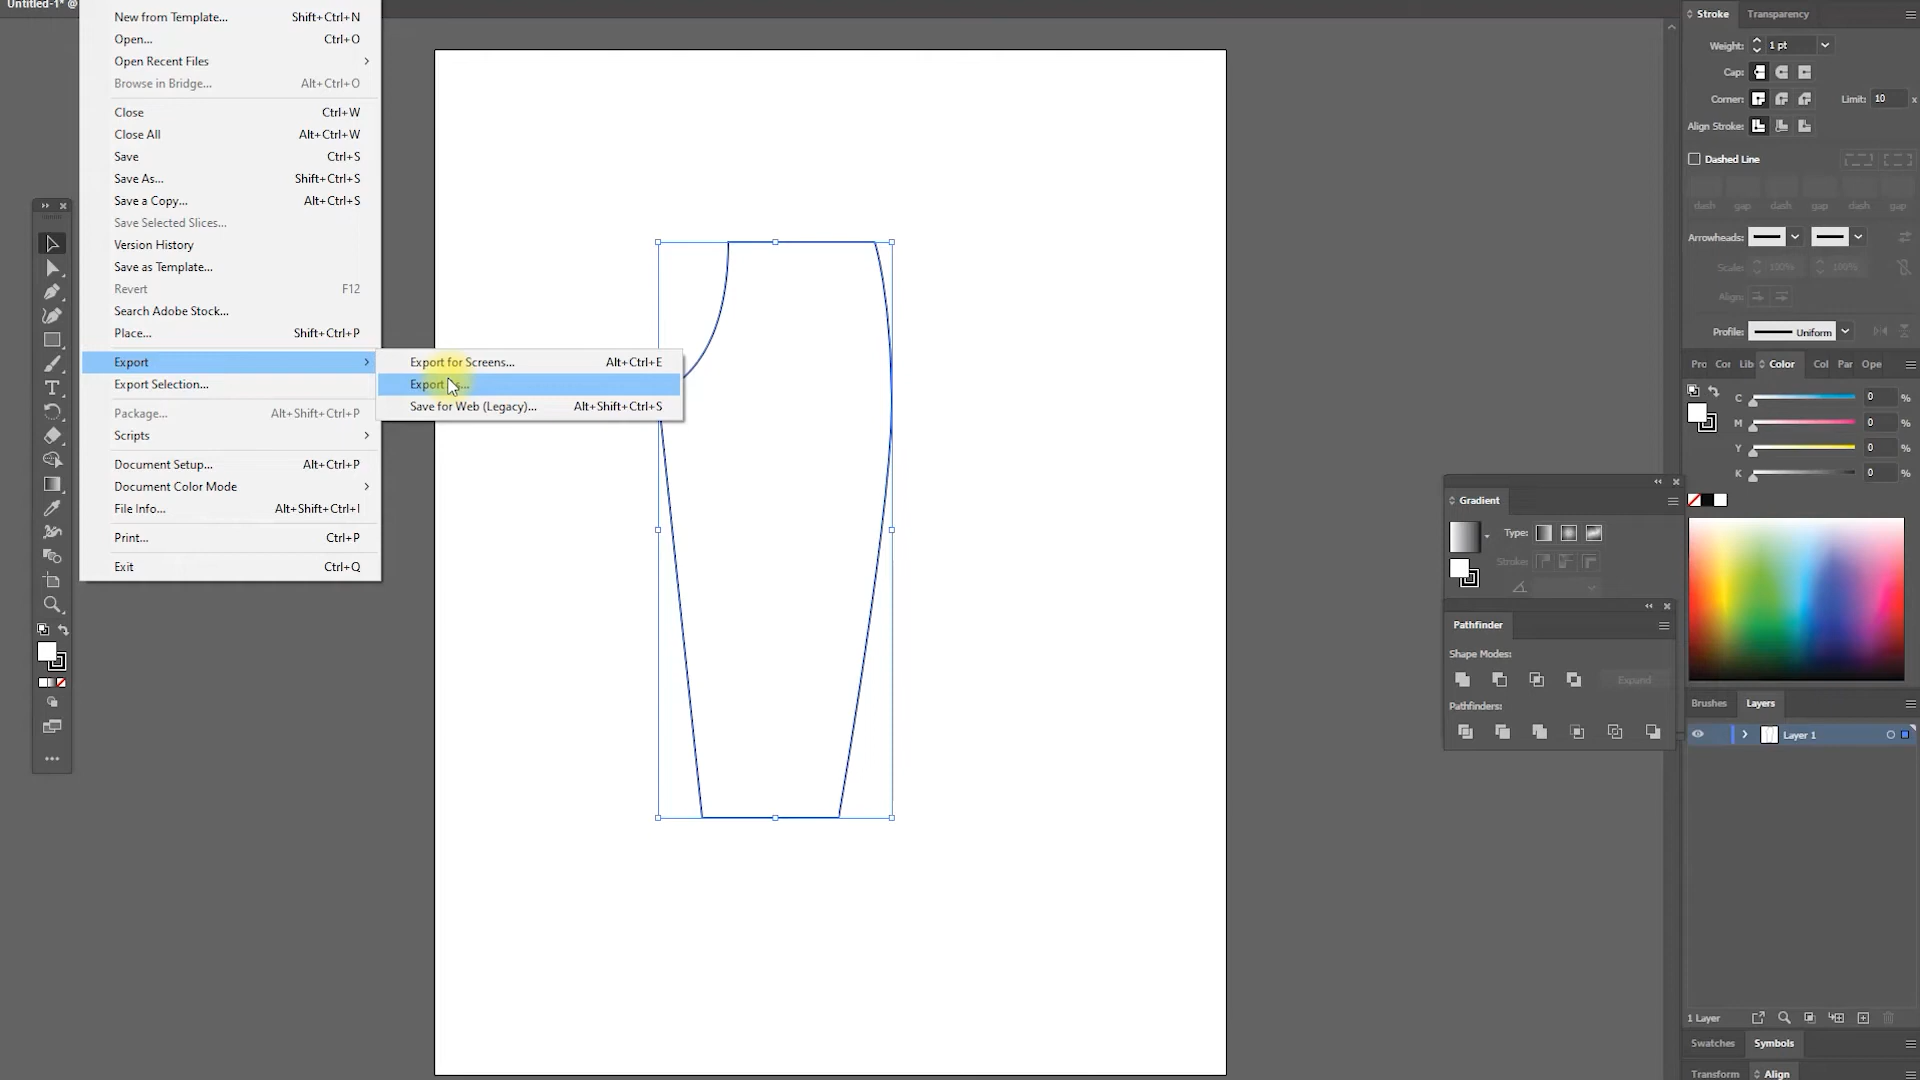 Untitled-1* @
New from Template... Shift+Ctrl+N
Open... Ctrl+O
Open Recent Files
Browse in Bridge... Alt+Ctrl+O
Close Ctrl+W
Close All Alt+Ctrl+W
Save Ctrl+S
Save As... Shift+Ctrl+S
Save a Copy... Alt+Ctrl+S
Save Selected Slices...
Version History
Save as Template...
Revert F12
Search Adobe Stock...
Place... Shift+Ctrl+P
Export
Export Selection...
Package... Alt+Shift+Ctrl+P
Scripts
Document Setup... Alt+Ctrl+P
Document Color Mode
File Info... Alt+Shift+Ctrl+I
Print... Ctrl+P
Exit Ctrl+Q
Export for Screens... Alt+Ctrl+E
Export
Save for Web (Legacy)... Alt+Shift+Ctrl+S
Stroke Transparency
Weight: 1 pt
Cap:
Corner: Limit: 10 x
Align Stroke:
Dashed Line
dash gap dash gap dash gap
Arrowheads:
Scale: 100% 100%
Align:
Profile: Uniform
Pro Cor Lib Color Col Par Ope
C 0 %
M 0 %
Y 0 %
K 0 %
Gradient
Type:
Stroke:
Pathfinder
Shape Modes:
Expand
Pathfinders:
Brushes Layers
Layer 1
1 Layer
Swatches Symbols
Transform Align